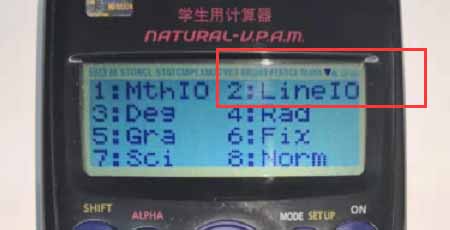 学生用计算器
NATURAL-V.P.A.M.
1:MthIO 2:LineIO
3:Deg 4:Rad
5:Gra 6:Fix
7:Sci 8:Norm
SHIFT ALPHA MODE SETUP ON